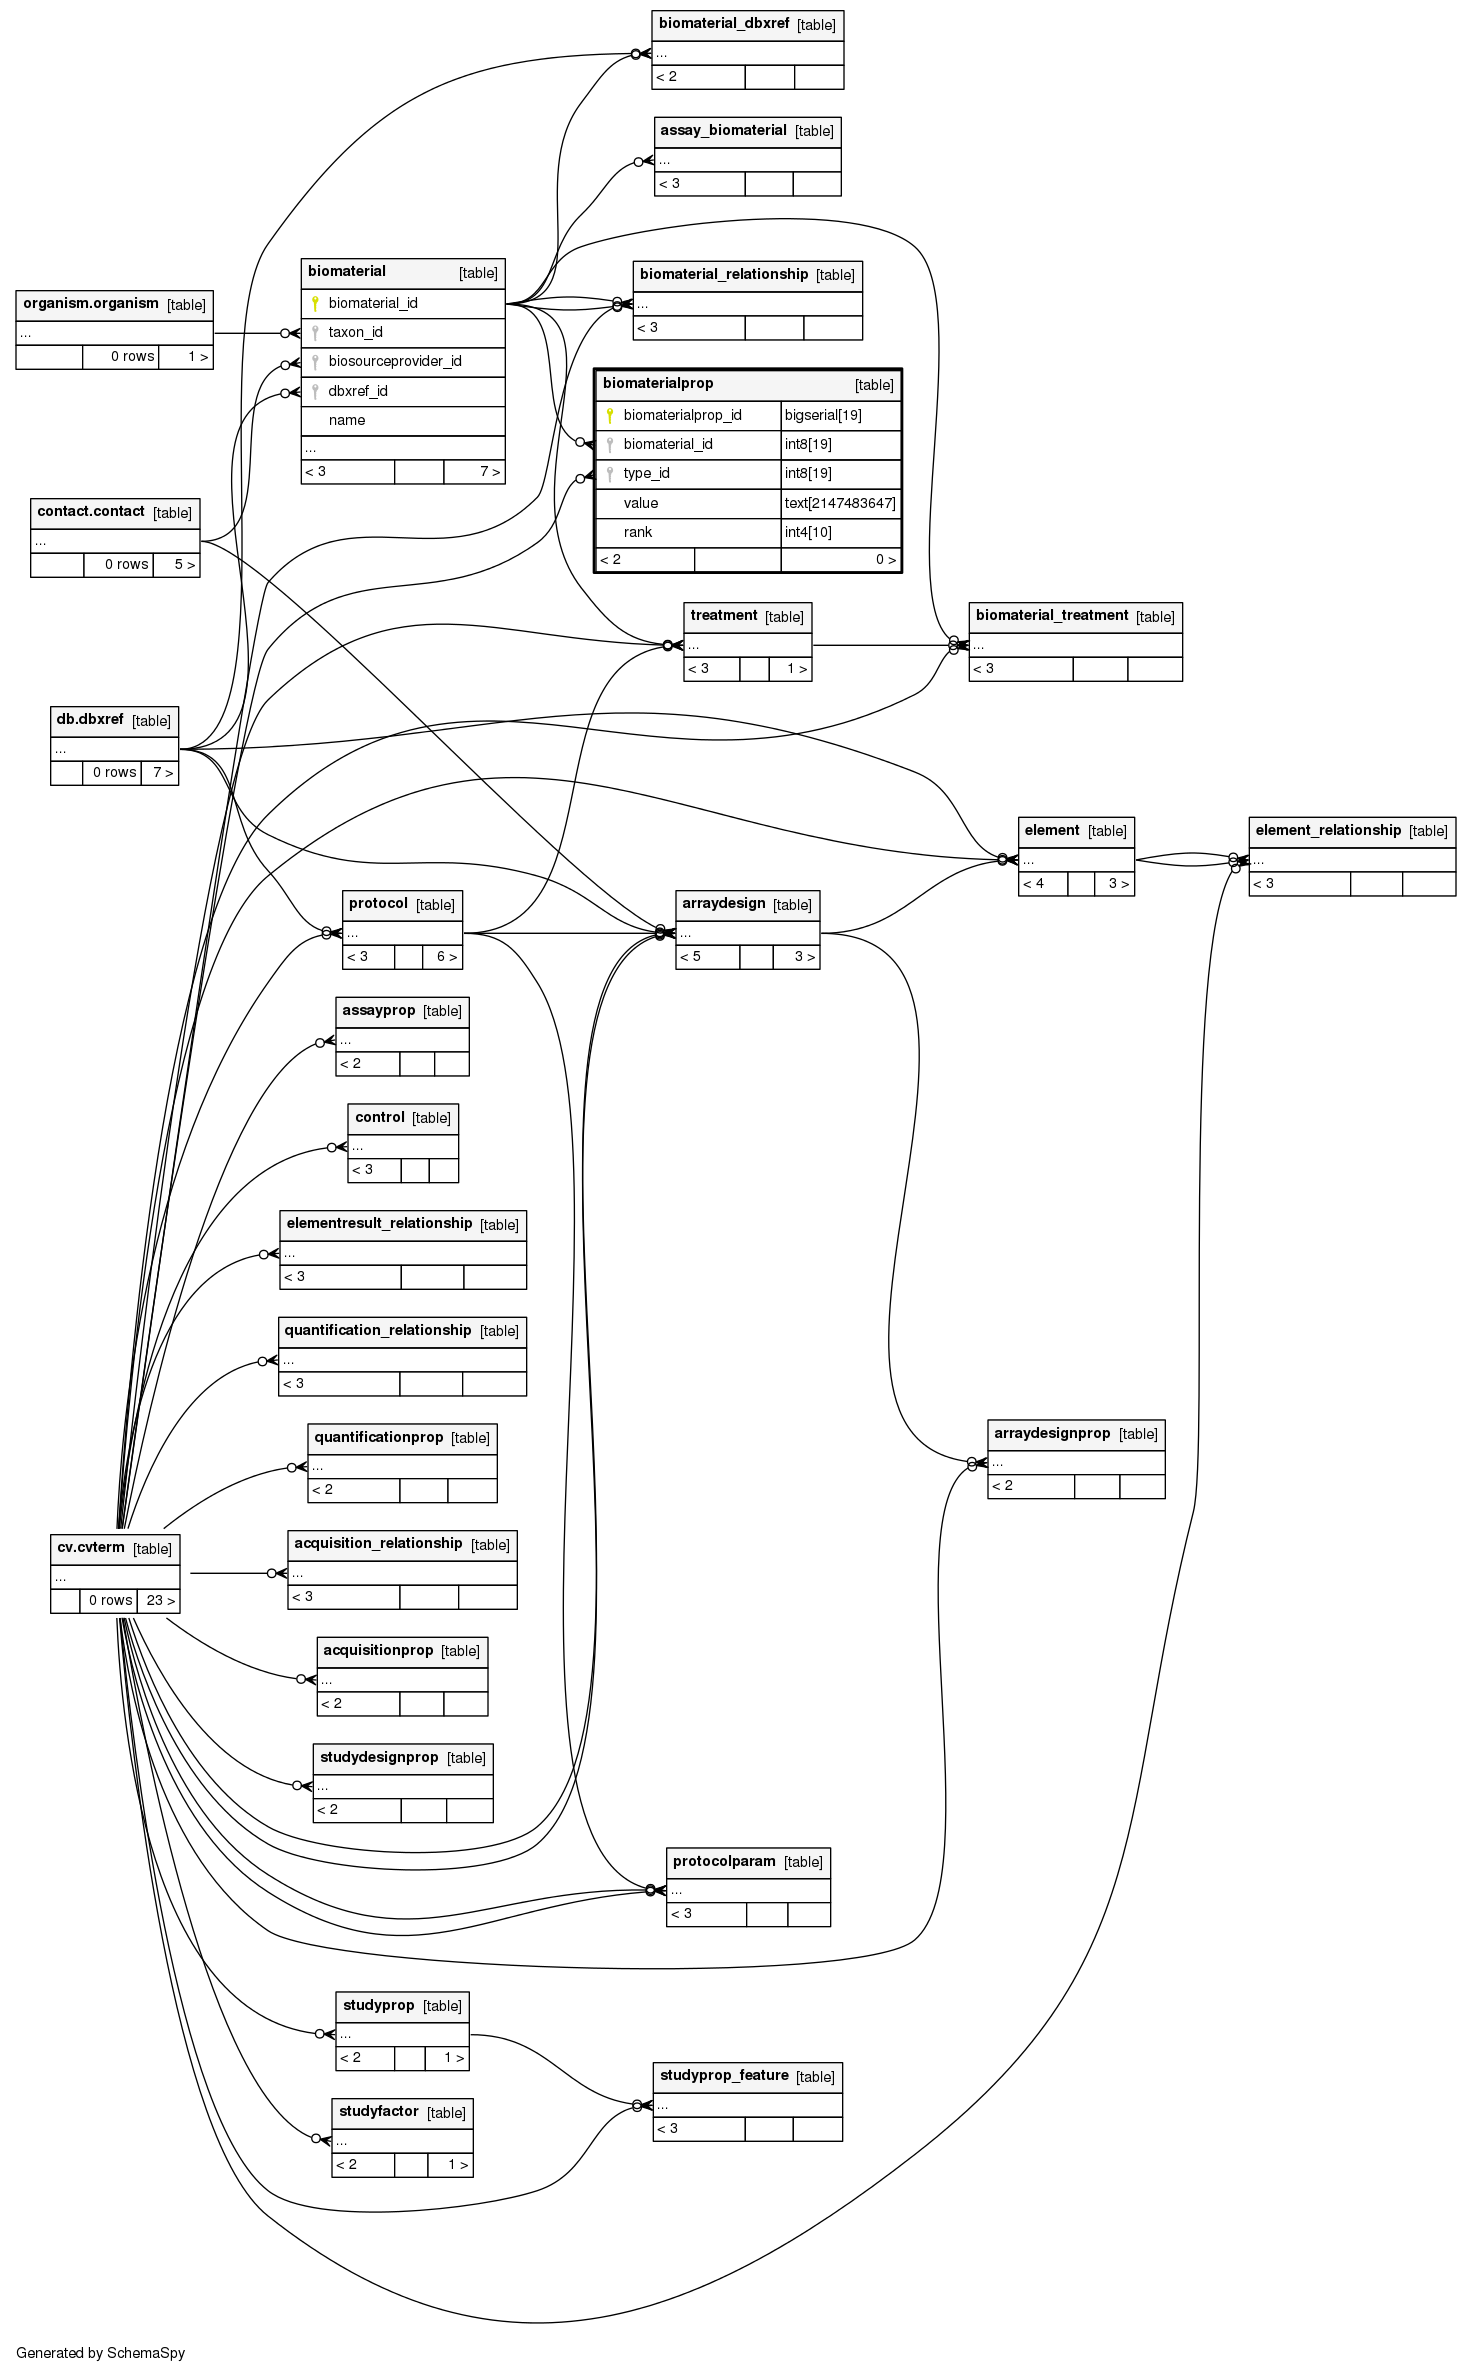 biomaterial_dbxref [table]
...
< 2
assay_biomaterial [table]
...
< 3
biomaterial [table]
biomaterial_id
taxon_id
biosourceprovider_id
dbxref_id
name
...
< 3 7 >
biomaterial_relationship [table]
...
< 3
organism.organism [table]
...
0 rows 1 >
biomaterialprop [table]
biomaterialprop_id bigserial[19]
biomaterial_id int8[19]
type_id int8[19]
value text[2147483647]
rank int4[10]
< 2 0 >
contact.contact [table]
...
0 rows 5 >
treatment [table]
...
< 3 1 >
biomaterial_treatment [table]
...
< 3
db.dbxref [table]
...
0 rows 7 >
element [table]
...
< 4 3 >
element_relationship [table]
...
< 3
protocol [table]
...
< 3 6 >
arraydesign [table]
...
< 5 3 >
assayprop [table]
...
< 2
control [table]
...
< 3
elementresult_relationship [table]
...
< 3
quantification_relationship [table]
...
< 3
quantificationprop [table]
...
< 2
arraydesignprop [table]
...
< 2
cv.cvterm [table]
...
0 rows 23 >
acquisition_relationship [table]
...
< 3
acquisitionprop [table]
...
< 2
studydesignprop [table]
...
< 2
protocolparam [table]
...
< 3
studyprop [table]
...
< 2 1 >
studyprop_feature [table]
...
< 3
studyfactor [table]
...
< 2 1 >
Generated by SchemaSpy